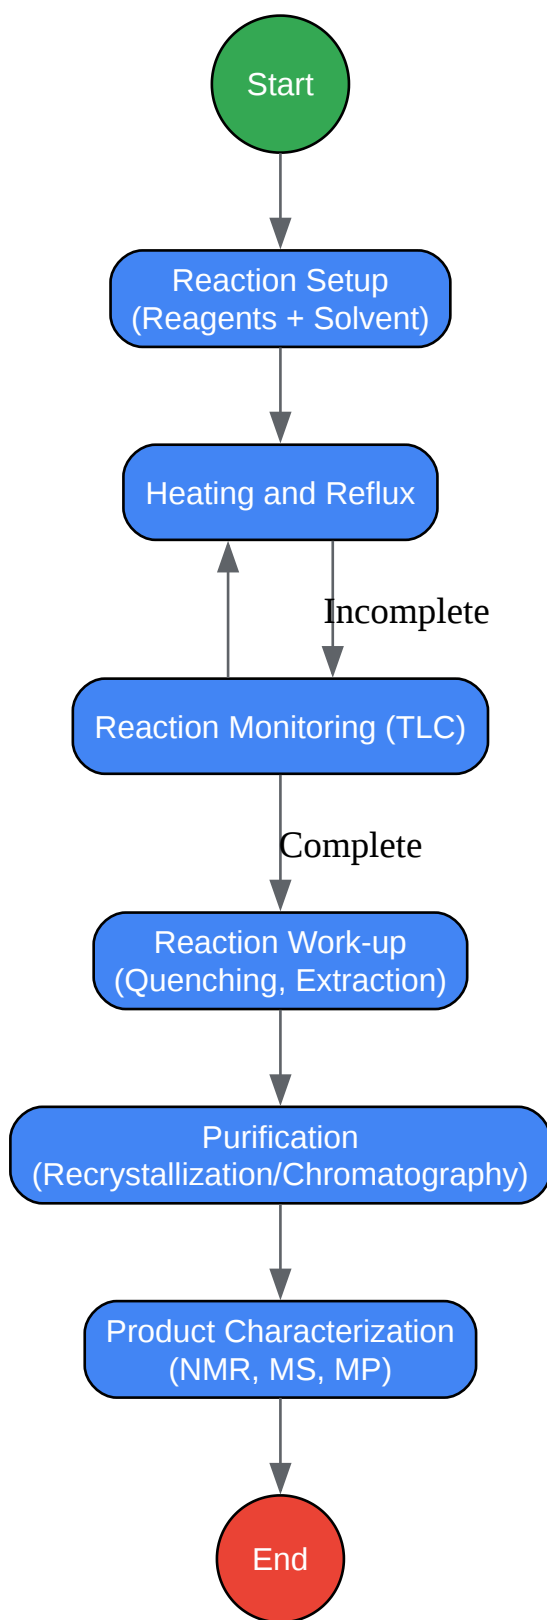 Start
Reaction Setup
(Reagents + Solvent)
Heating and Reflux
Incomplete
Reaction Monitoring (TLC)
Complete
Reaction Work-up
(Quenching, Extraction)
Purification
(Recrystallization/Chromatography)
Product Characterization
(NMR, MS, MP)
End